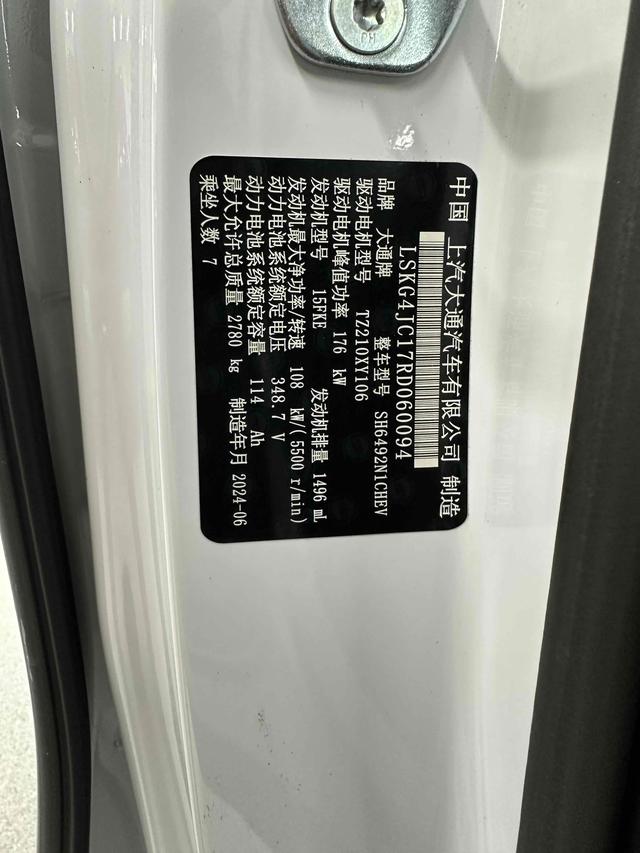 PH
中国 上汽大通汽车有限公司 制造
LSKG4JC17RD060094
品牌 大通牌 整车型号 SH6492N1CHEV
驱动电机型号 TZ210XY106
驱动电机峰值功率 176 kW
发动机型号 15FKE 发动机排量 1496 mL
发动机最大净功率/转速 108 kW/(5500 r/min)
动力电池系统额定电压 348.7 V
动力电池系统额定容量 114 Ah
最大允许总质量 2780 kg 制造年月 2024-06
乘坐人数 7